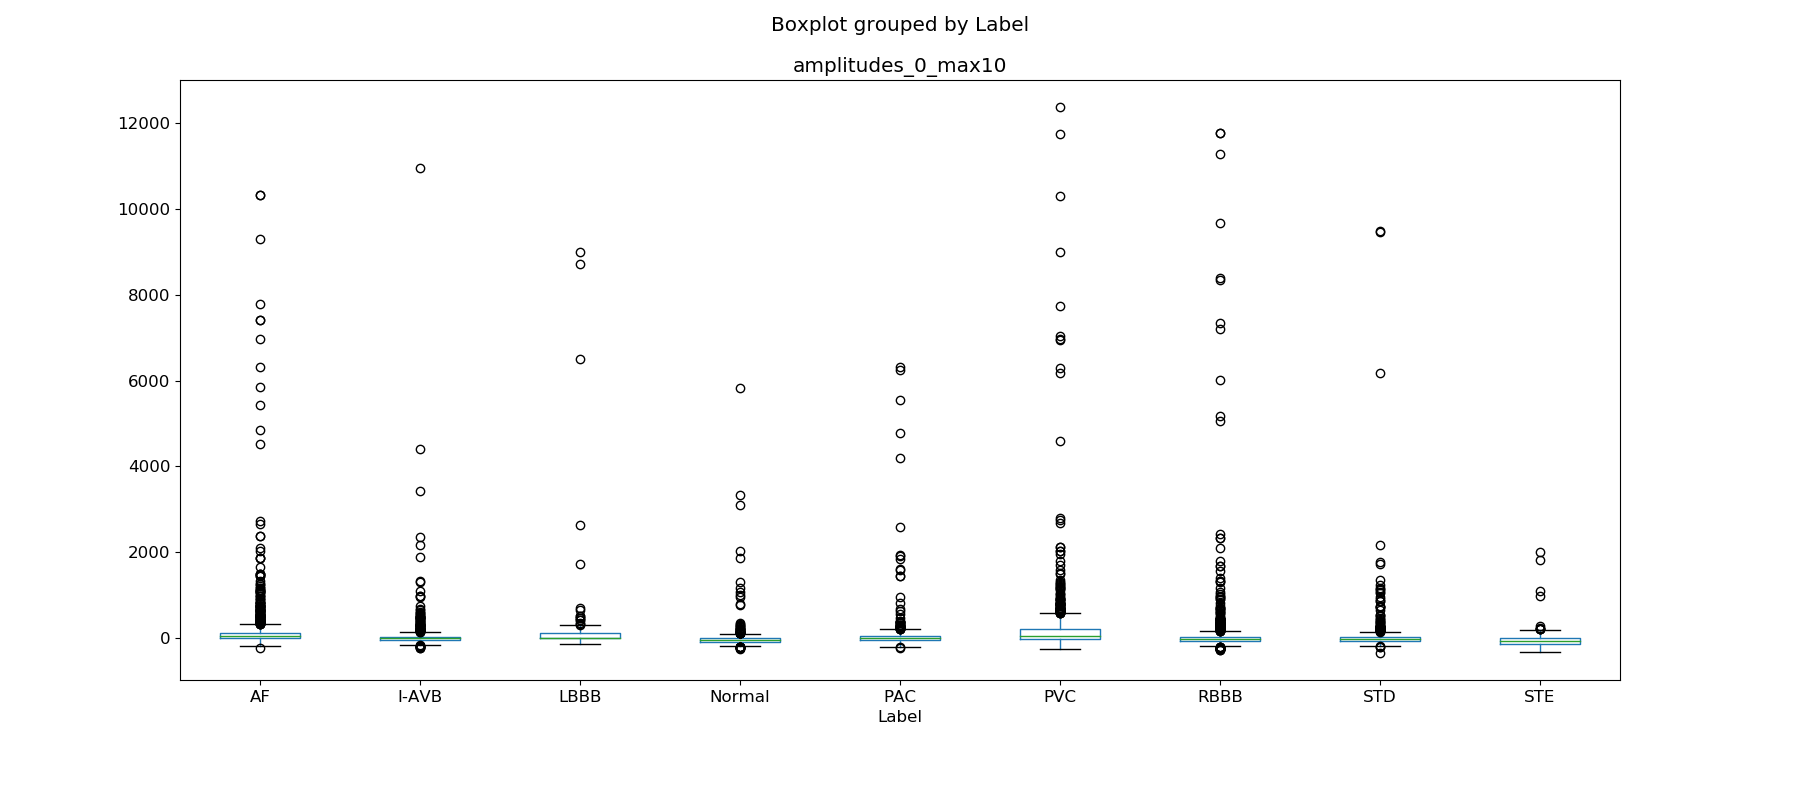 Boxplot grouped by Label
amplitudes_0_max10
12000
10000
8000
6000
4000
2000
0
AF I-AVB LBBB Normal PAC PVC RBBB STD STE
Label